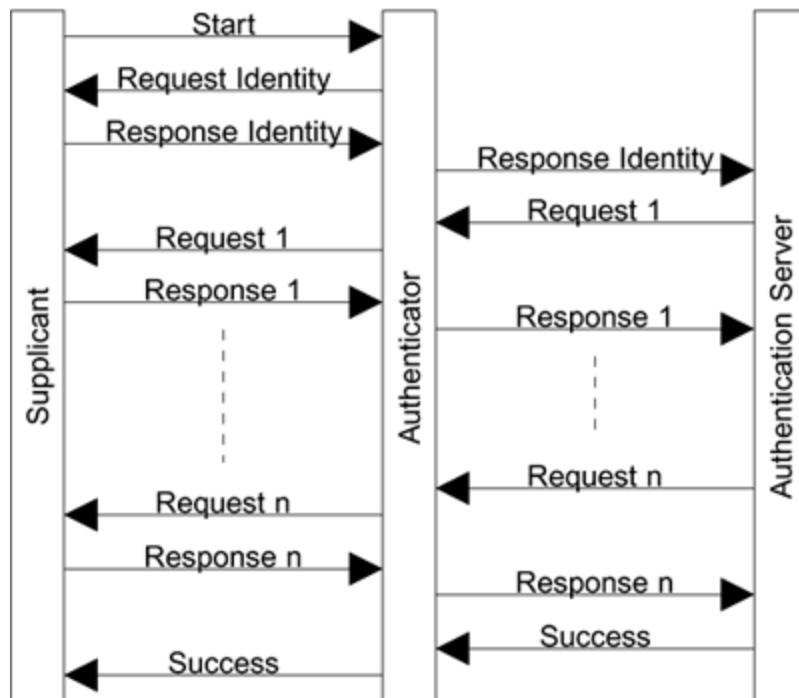 Start
Request Identity
Response Identity
Response Identity
Request 1
Request 1
Response 1
Response 1
Supplicant
Authenticator
Authentication Server
Request n
Request n
Response n
Response n
Success
Success